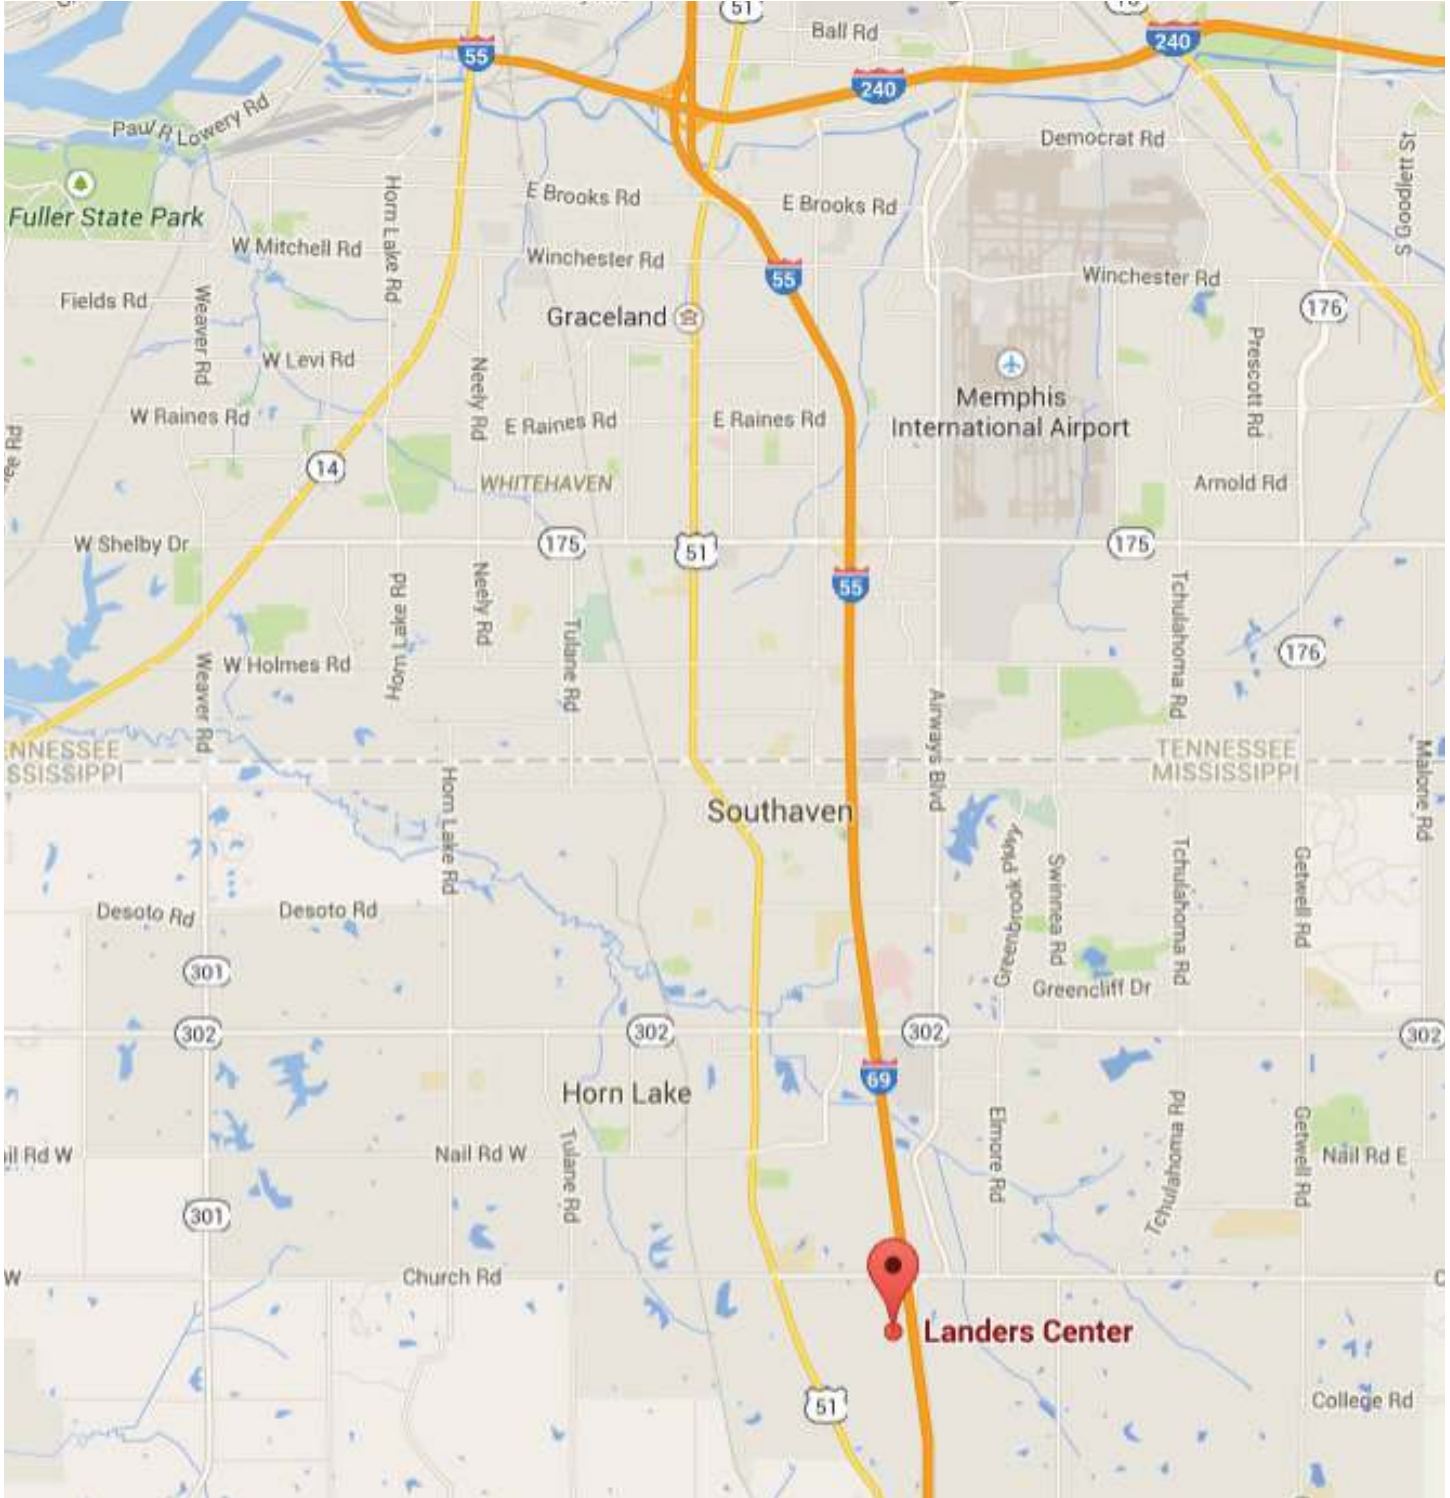 51
Ball Rd
240
55
240
Paul R Lowery Rd
Democrat Rd
S Goodlett St
Fuller State Park
Horn Lake Rd
E Brooks Rd
E Brooks Rd
W Mitchell Rd
Winchester Rd
55
Winchester Rd
Fields Rd
Weaver Rd
Graceland
176
W Levi Rd
Neely Rd
Prescott Rd
Memphis
International Airport
W Raines Rd
E Raines Rd
E Raines Rd
14
WHITEHAVEN
Arnold Rd
W Shelby Dr
175
51
175
55
Horn Lake Rd
Neely Rd
Tulane Rd
Tchulahoma Rd
W Holmes Rd
Weaver Rd
176
Airways Blvd
ENNESSEE
SSISSIPPI
TENNESSEE
MISSISSIPPI
Malone Rd
Horn Lake Rd
Southaven
Greenbrook Pkwy
Swinnea Rd
Tchulahoma Rd
Getwell Rd
Desoto Rd
Desoto Rd
301
Greencliff Dr
302
302
302
302
69
Horn Lake
Elmore Rd
Tchulahoma Rd
Getwell Rd
ail Rd W
Nail Rd W
Tulane Rd
Nail Rd E
301
W
Church Rd
C
Landers Center
51
College Rd